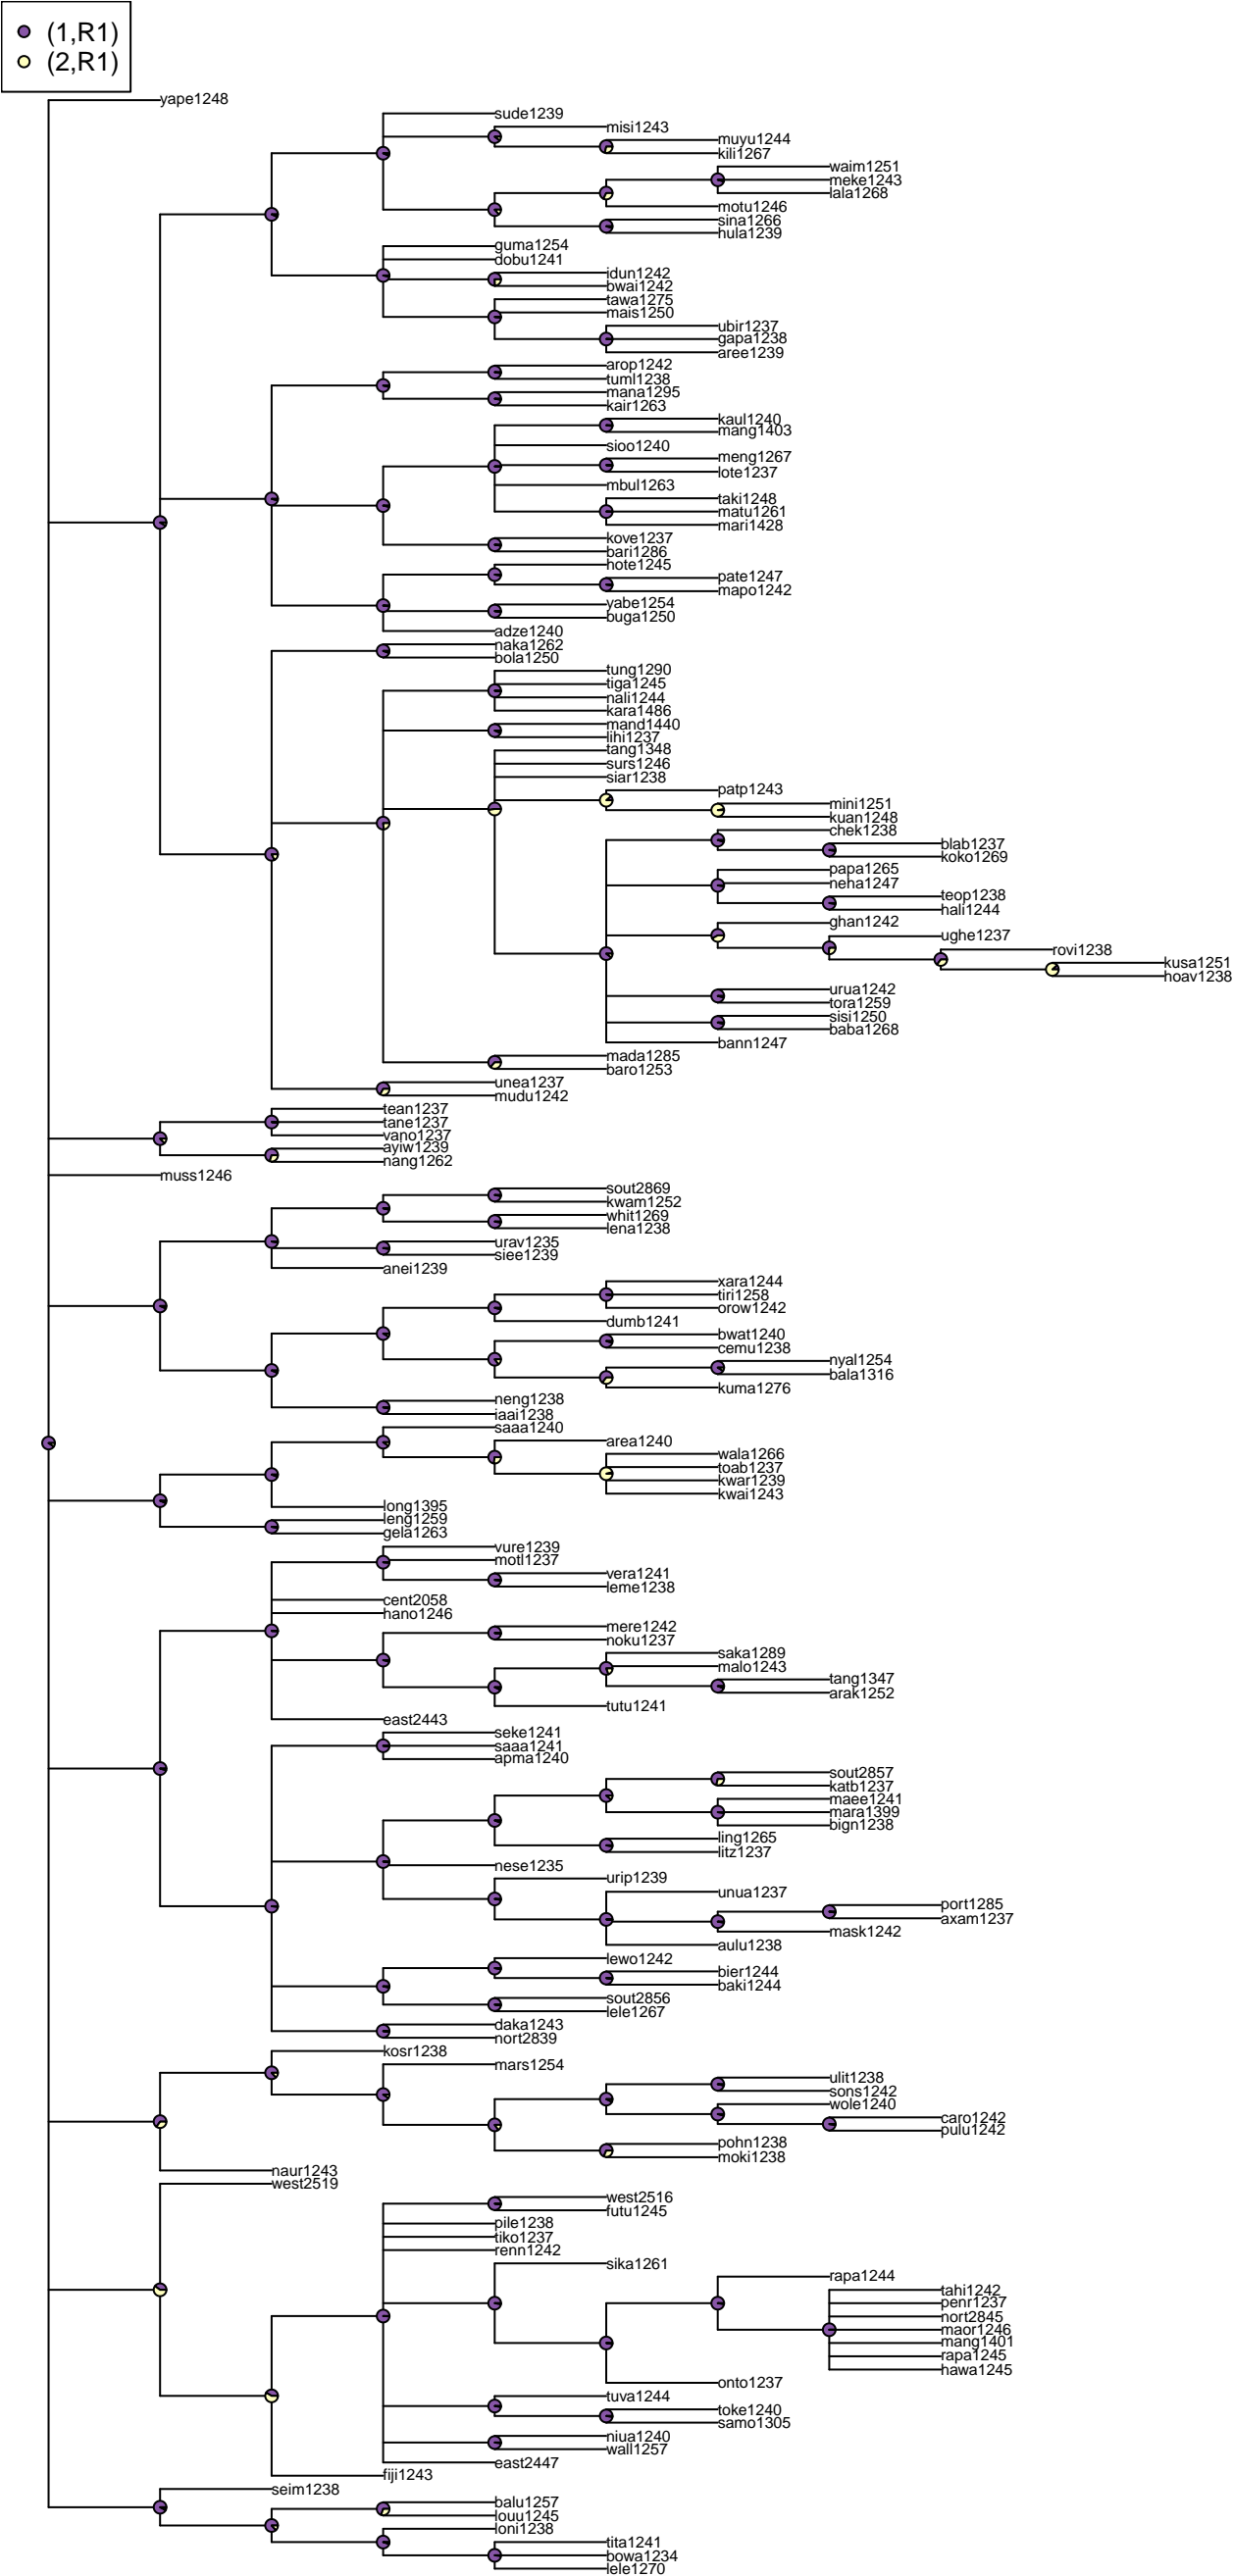 (1,R1)
(2,R1)
yape1248
sude1239
misi1243
muyu1244
kili1267
waim1251
meke1243
lala1268
motu1246
sina1266
hula1239
guma1254
dobu1241
idun1242
bwai1242
tawa1275
mais1250
ubir1237
gapa1238
aree1239
arop1242
tuml1238
mana1295
kair1263
kaul1240
mang1403
sioo1240
meng1267
lote1237
mbul1263
taki1248
matu1261
mari1428
kove1237
bari1286
hote1245
pate1247
mapo1242
yabe1254
buga1250
adze1240
naka1262
bola1250
tung1290
tiga1245
nali1244
kara1486
mand1440
lihi1237
tang1348
surs1246
siar1238
patp1243
mini1251
kuan1248
chek1238
blab1237
koko1269
papa1265
neha1247
teop1238
hali1244
ghan1242
ughe1237
rovi1238
kusa1251
hoav1238
urua1242
tora1259
sisi1250
baba1268
bann1247
mada1285
baro1253
unea1237
mudu1242
tean1237
tane1237
vano1237
ayiw1239
nang1262
muss1246
sout2869
kwam1252
whit1269
lena1238
urav1235
siee1239
anei1239
xara1244
tiri1258
orow1242
dumb1241
bwat1240
cemu1238
nyal1254
bala1316
kuma1276
neng1238
iaai1238
saaa1240
area1240
wala1266
toab1237
kwar1239
kwai1243
long1395
leng1259
gela1263
vure1239
motl1237
vera1241
leme1238
cent2058
hano1246
mere1242
noku1237
saka1289
malo1243
tang1347
arak1252
tutu1241
east2443
seke1241
saaa1241
apma1240
sout2857
katb1237
maee1241
mara1399
bign1238
ling1265
litz1237
nese1235
urip1239
unua1237
port1285
axam1237
mask1242
aulu1238
lewo1242
bier1244
baki1244
sout2856
lele1267
daka1243
nort2839
kosr1238
mars1254
ulit1238
sons1242
wole1240
caro1242
pulu1242
pohn1238
moki1238
naur1243
west2519
west2516
futu1245
pile1238
tiko1237
renn1242
sika1261
rapa1244
tahi1242
penr1237
nort2845
maor1246
mang1401
rapa1245
hawa1245
onto1237
tuva1244
toke1240
samo1305
niua1240
wall1257
east2447
fiji1243
seim1238
balu1257
louu1245
loni1238
tita1241
bowa1234
lele1270